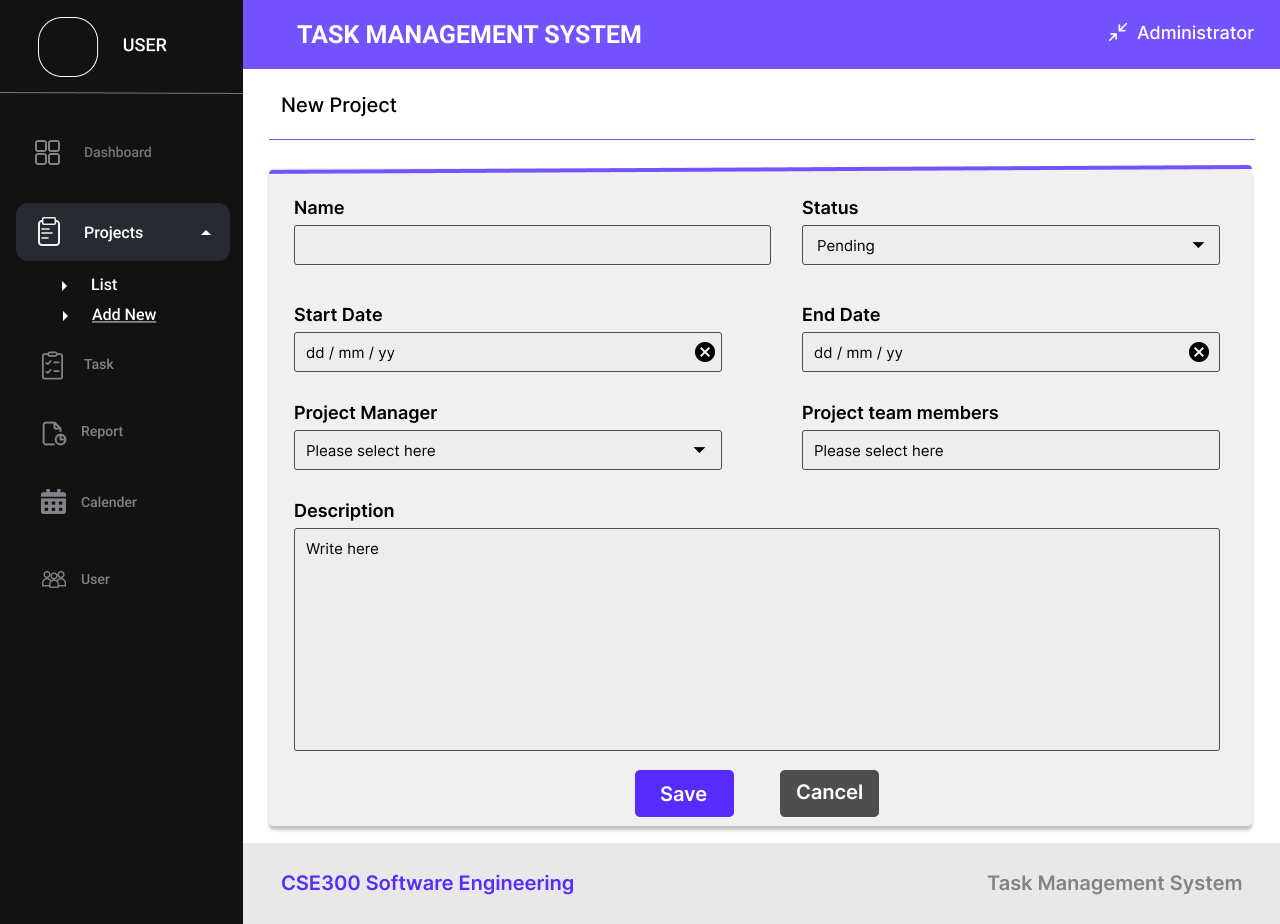 USER
Dashboard
Projects
List
Add New
Task
Report
Calender
User
TASK MANAGEMENT SYSTEM
Administrator
New Project
Name
Status
Pending
Start Date
End Date
dd / mm / yy
dd / mm / yy
Project Manager
Project team members
Please select here
Please select here
Description
Write here
Save
Cancel
CSE300 Software Engineering
Task Management System